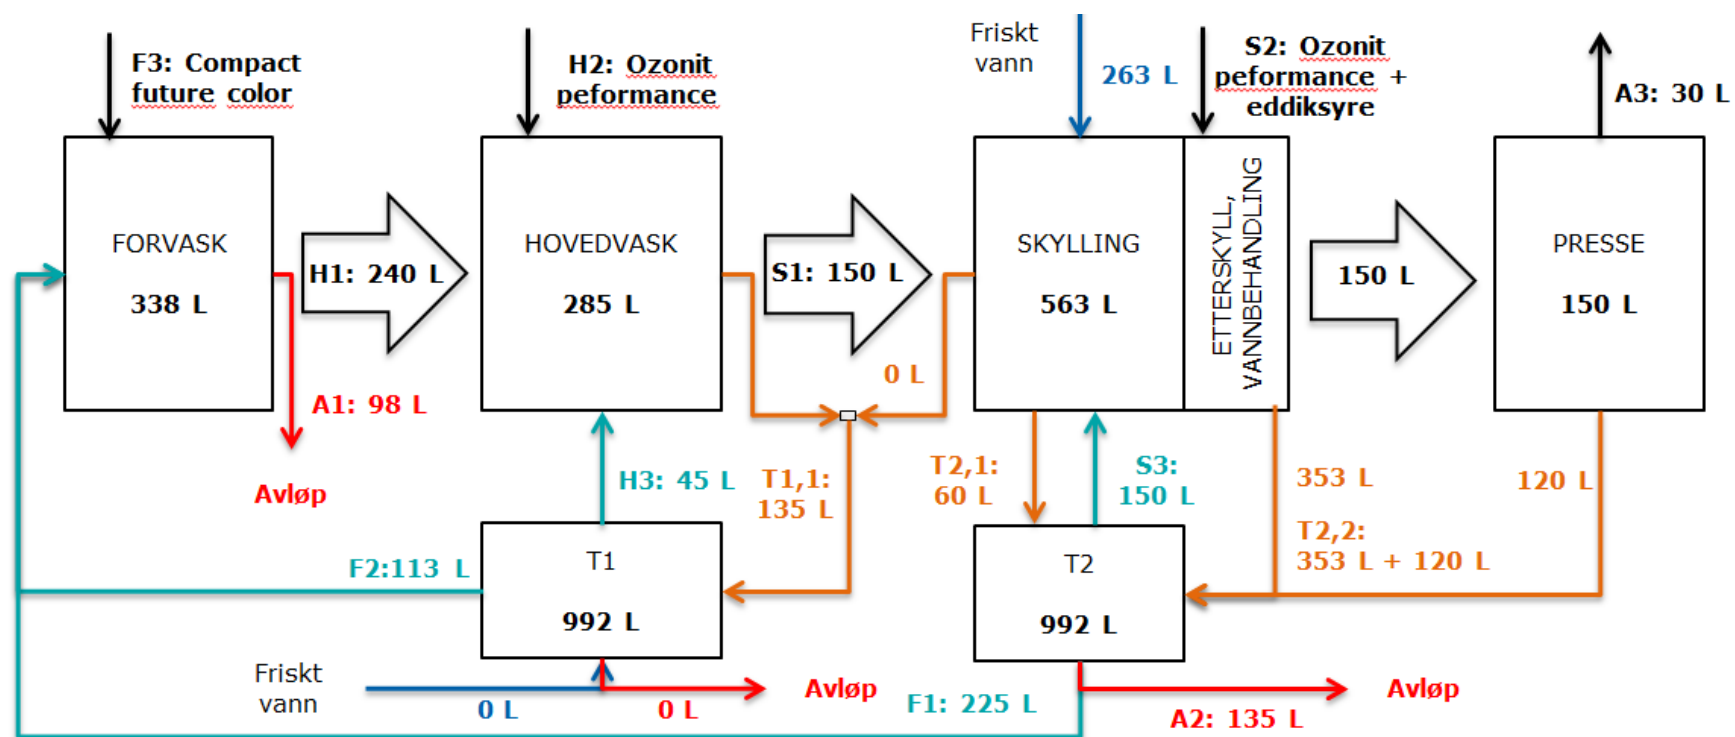 F3: Compact
future color
H2: Ozonit
peformance
Friskt
vann
263 L
S2: Ozonit
peformance +
eddiksyre
A3: 30 L
FORVASK
338 L
H1: 240 L
HOVEDVASK
285 L
S1: 150 L
SKYLLING
563 L
ETTERSKYLL,
VANNBEHANDLING
150 L
PRESSE
150 L
A1: 98 L
Avløp
0 L
H3: 45 L
T1,1:
135 L
T2,1:
60 L
S3:
150 L
353 L
120 L
T2,2:
353 L + 120 L
F2:113 L
T1
992 L
T2
992 L
Friskt
vann
0 L
0 L
Avløp
F1: 225 L
A2: 135 L
Avløp